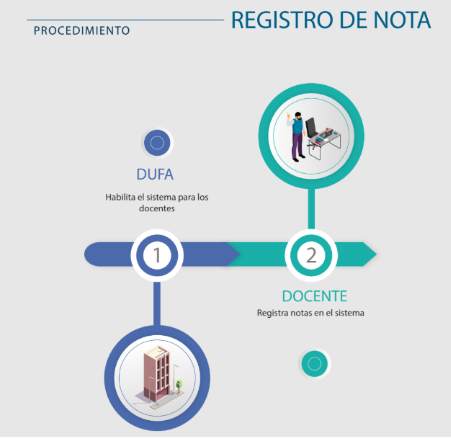 PROCEDIMIENTO
REGISTRO DE NOTA
DUFA
Habilita el sistema para los
docentes
1
2
DOCENTE
Registra notas en el sistema